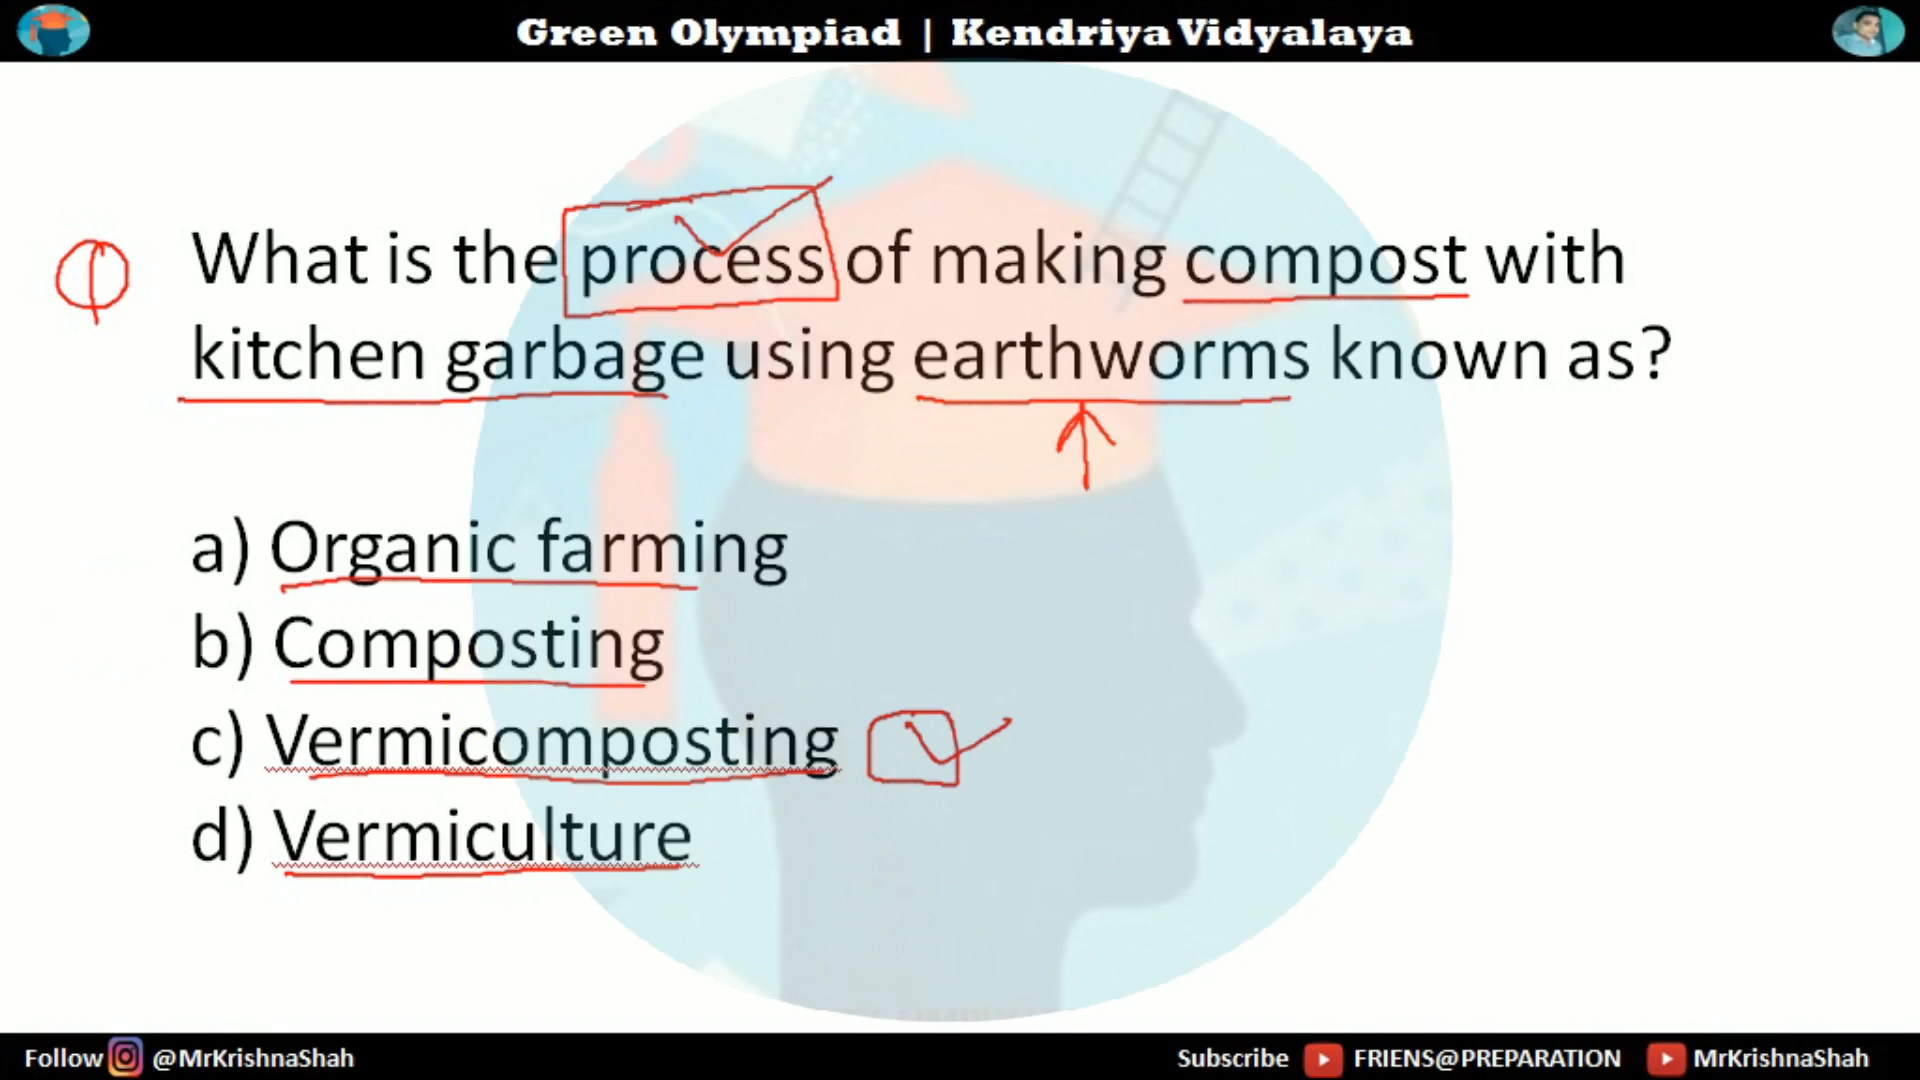 Green Olympiad | Kendriya Vidyalaya
What is the process of making compost with
kitchen garbage using earthworms known as?
a) Organic farming
b) Composting
c) Vermicomposting
d) Vermiculture
Follow @MrKrishnaShah
Subscribe FRIENS@PREPARATION MrKrishnaShah